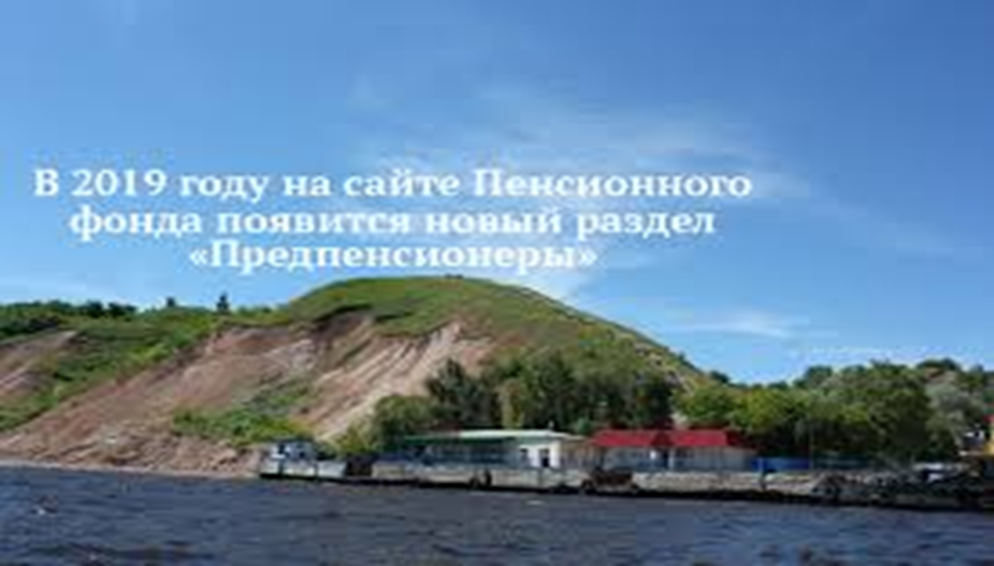 В 2019 году на сайте Пенсионного
фонда появится новый раздел
«Предпенсионеры»